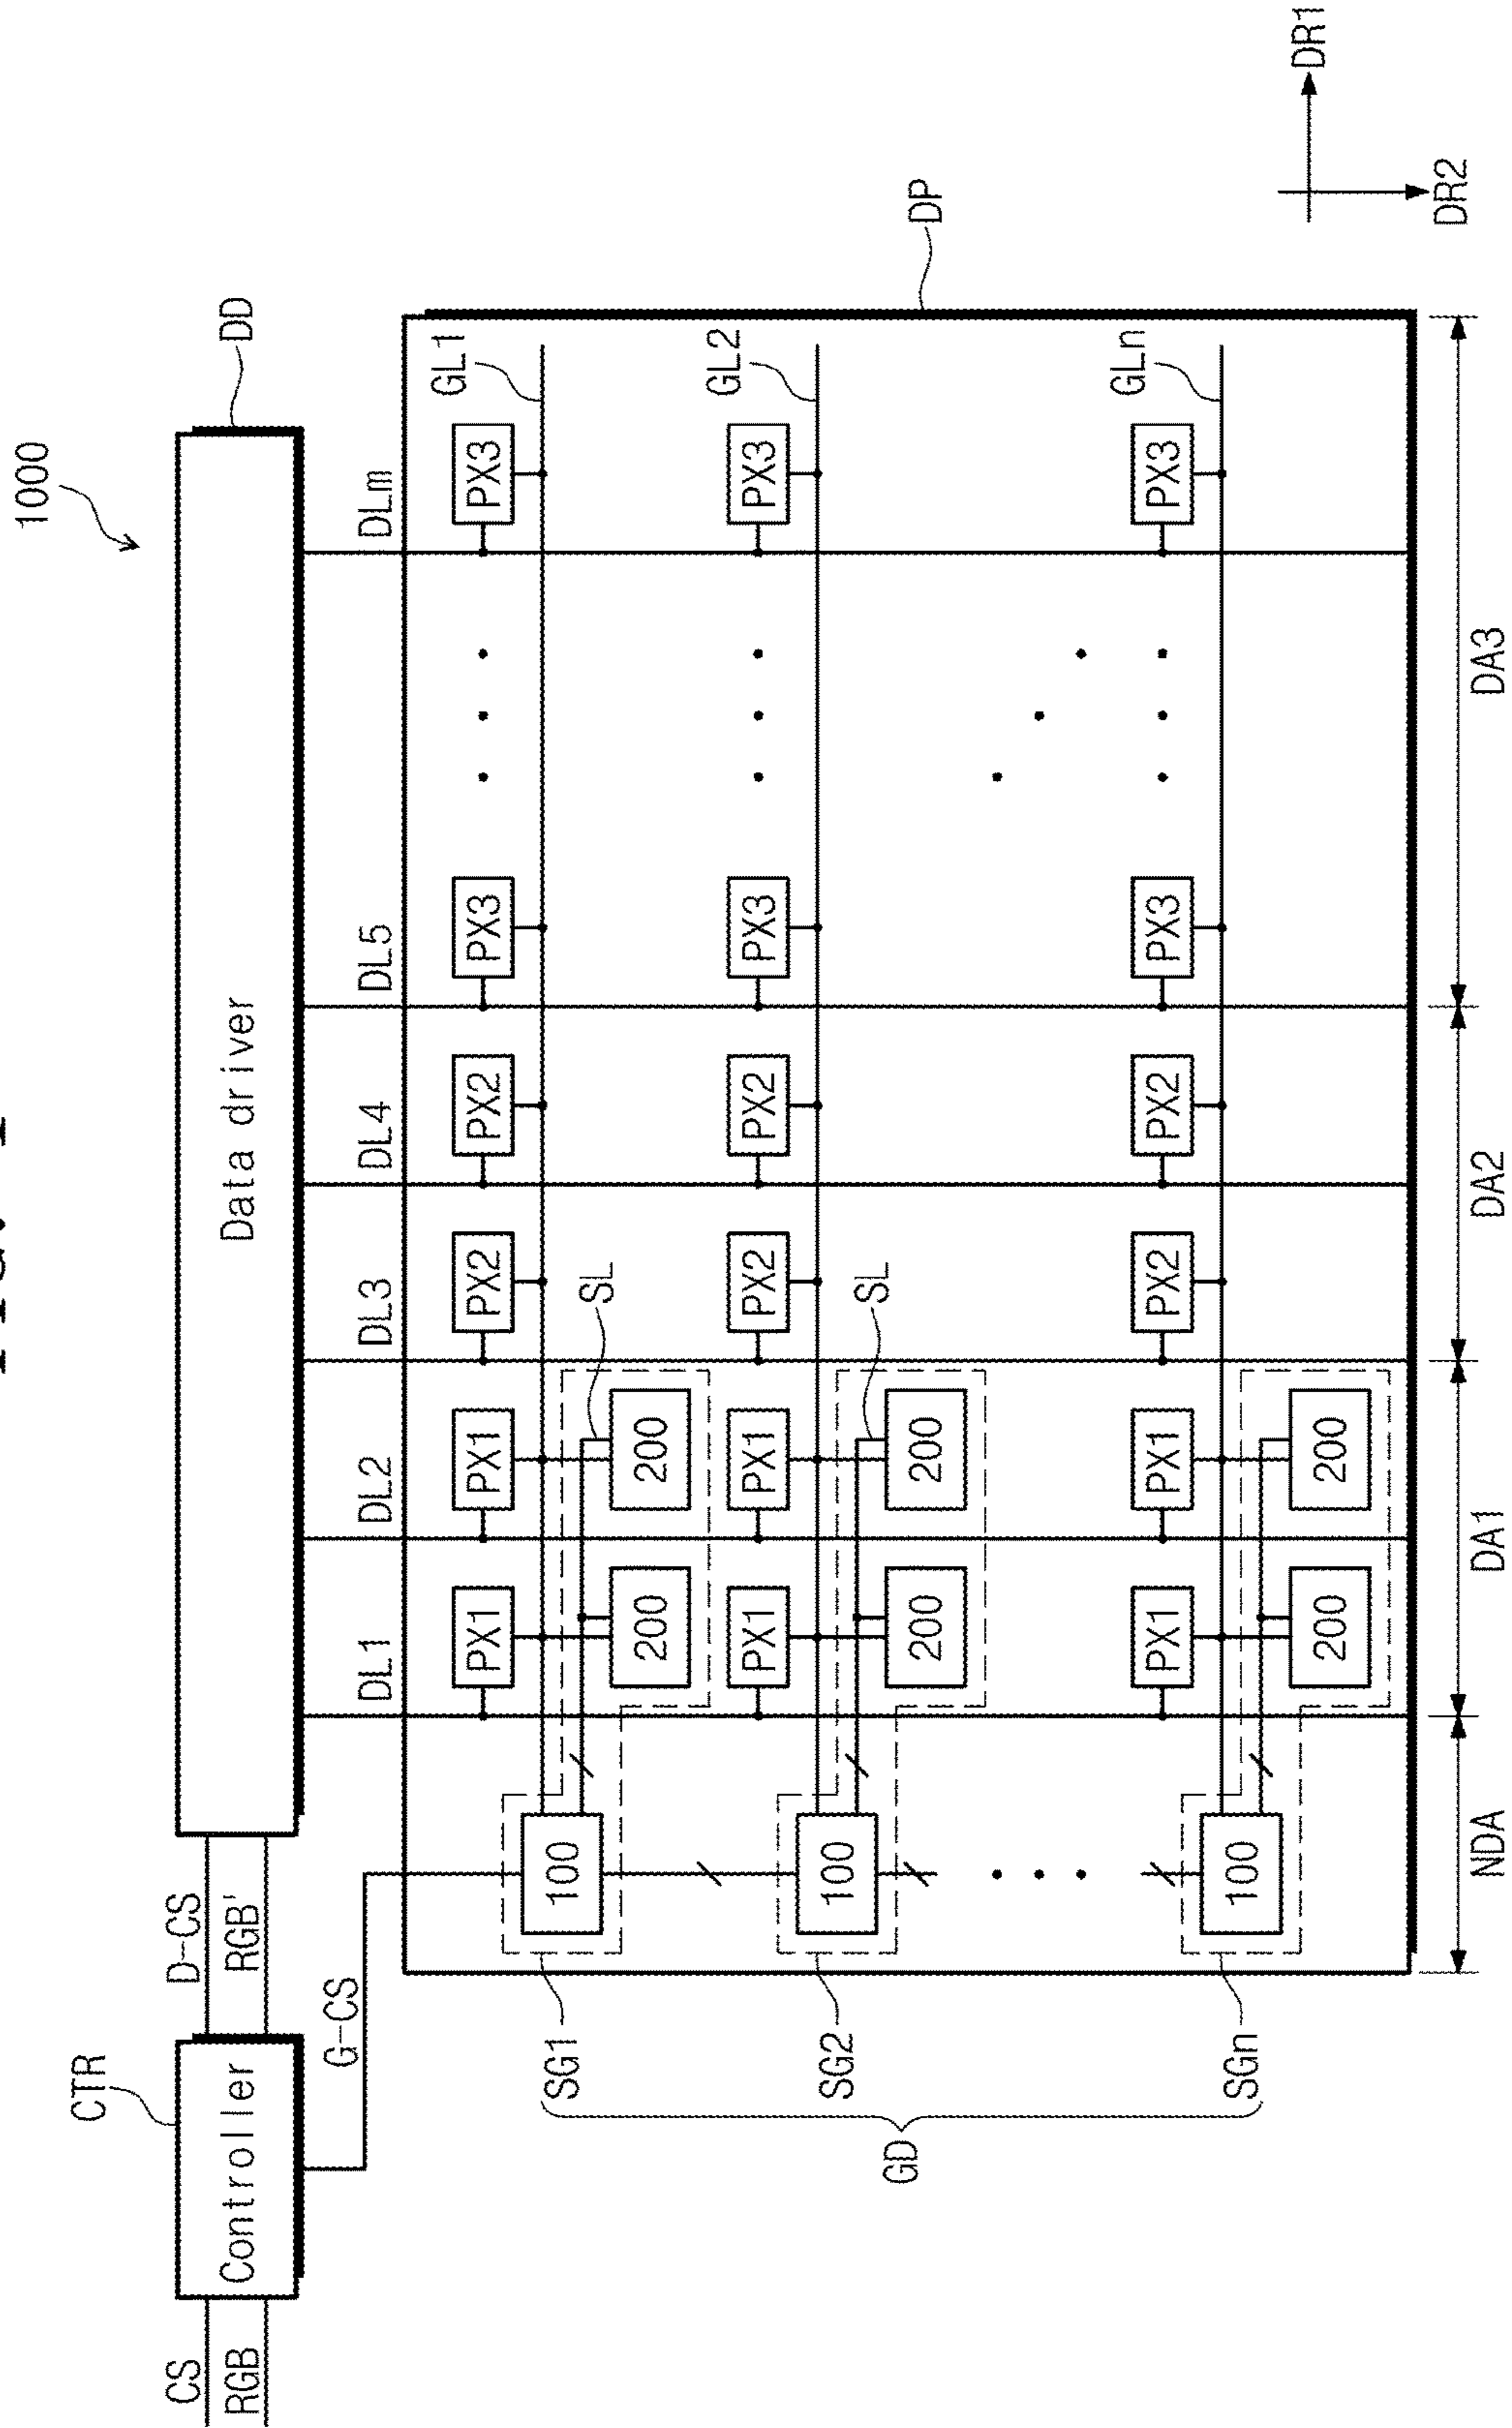 1000
CTR
CS
RGB
Controller
D-CS
RGB'
Data driver
DD
G-CS
DL1
DL2
DL3
DL4
DL5
DLm
PX1
PX1
PX2
PX2
PX3
PX3
GL1
SG1
100
200
200
SL
DP
PX1
PX1
PX2
PX2
PX3
PX3
GL2
GD
SG2
100
200
200
SL
PX1
PX1
PX2
PX2
PX3
PX3
GLn
SGn
100
200
200
NDA
DA1
DA2
DA3
DR1
DR2